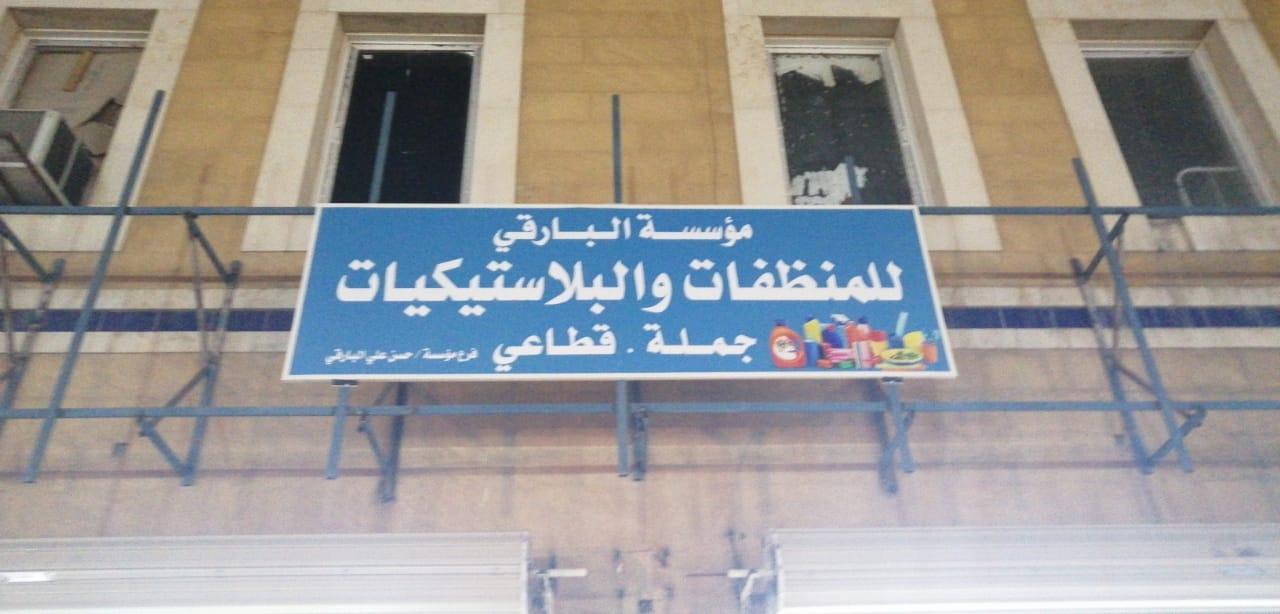 مؤسسة البارقي
للمنظفات والبلاستيكيات
جملة . قطاعي
فرع مؤسسة / حسن علي البارقي